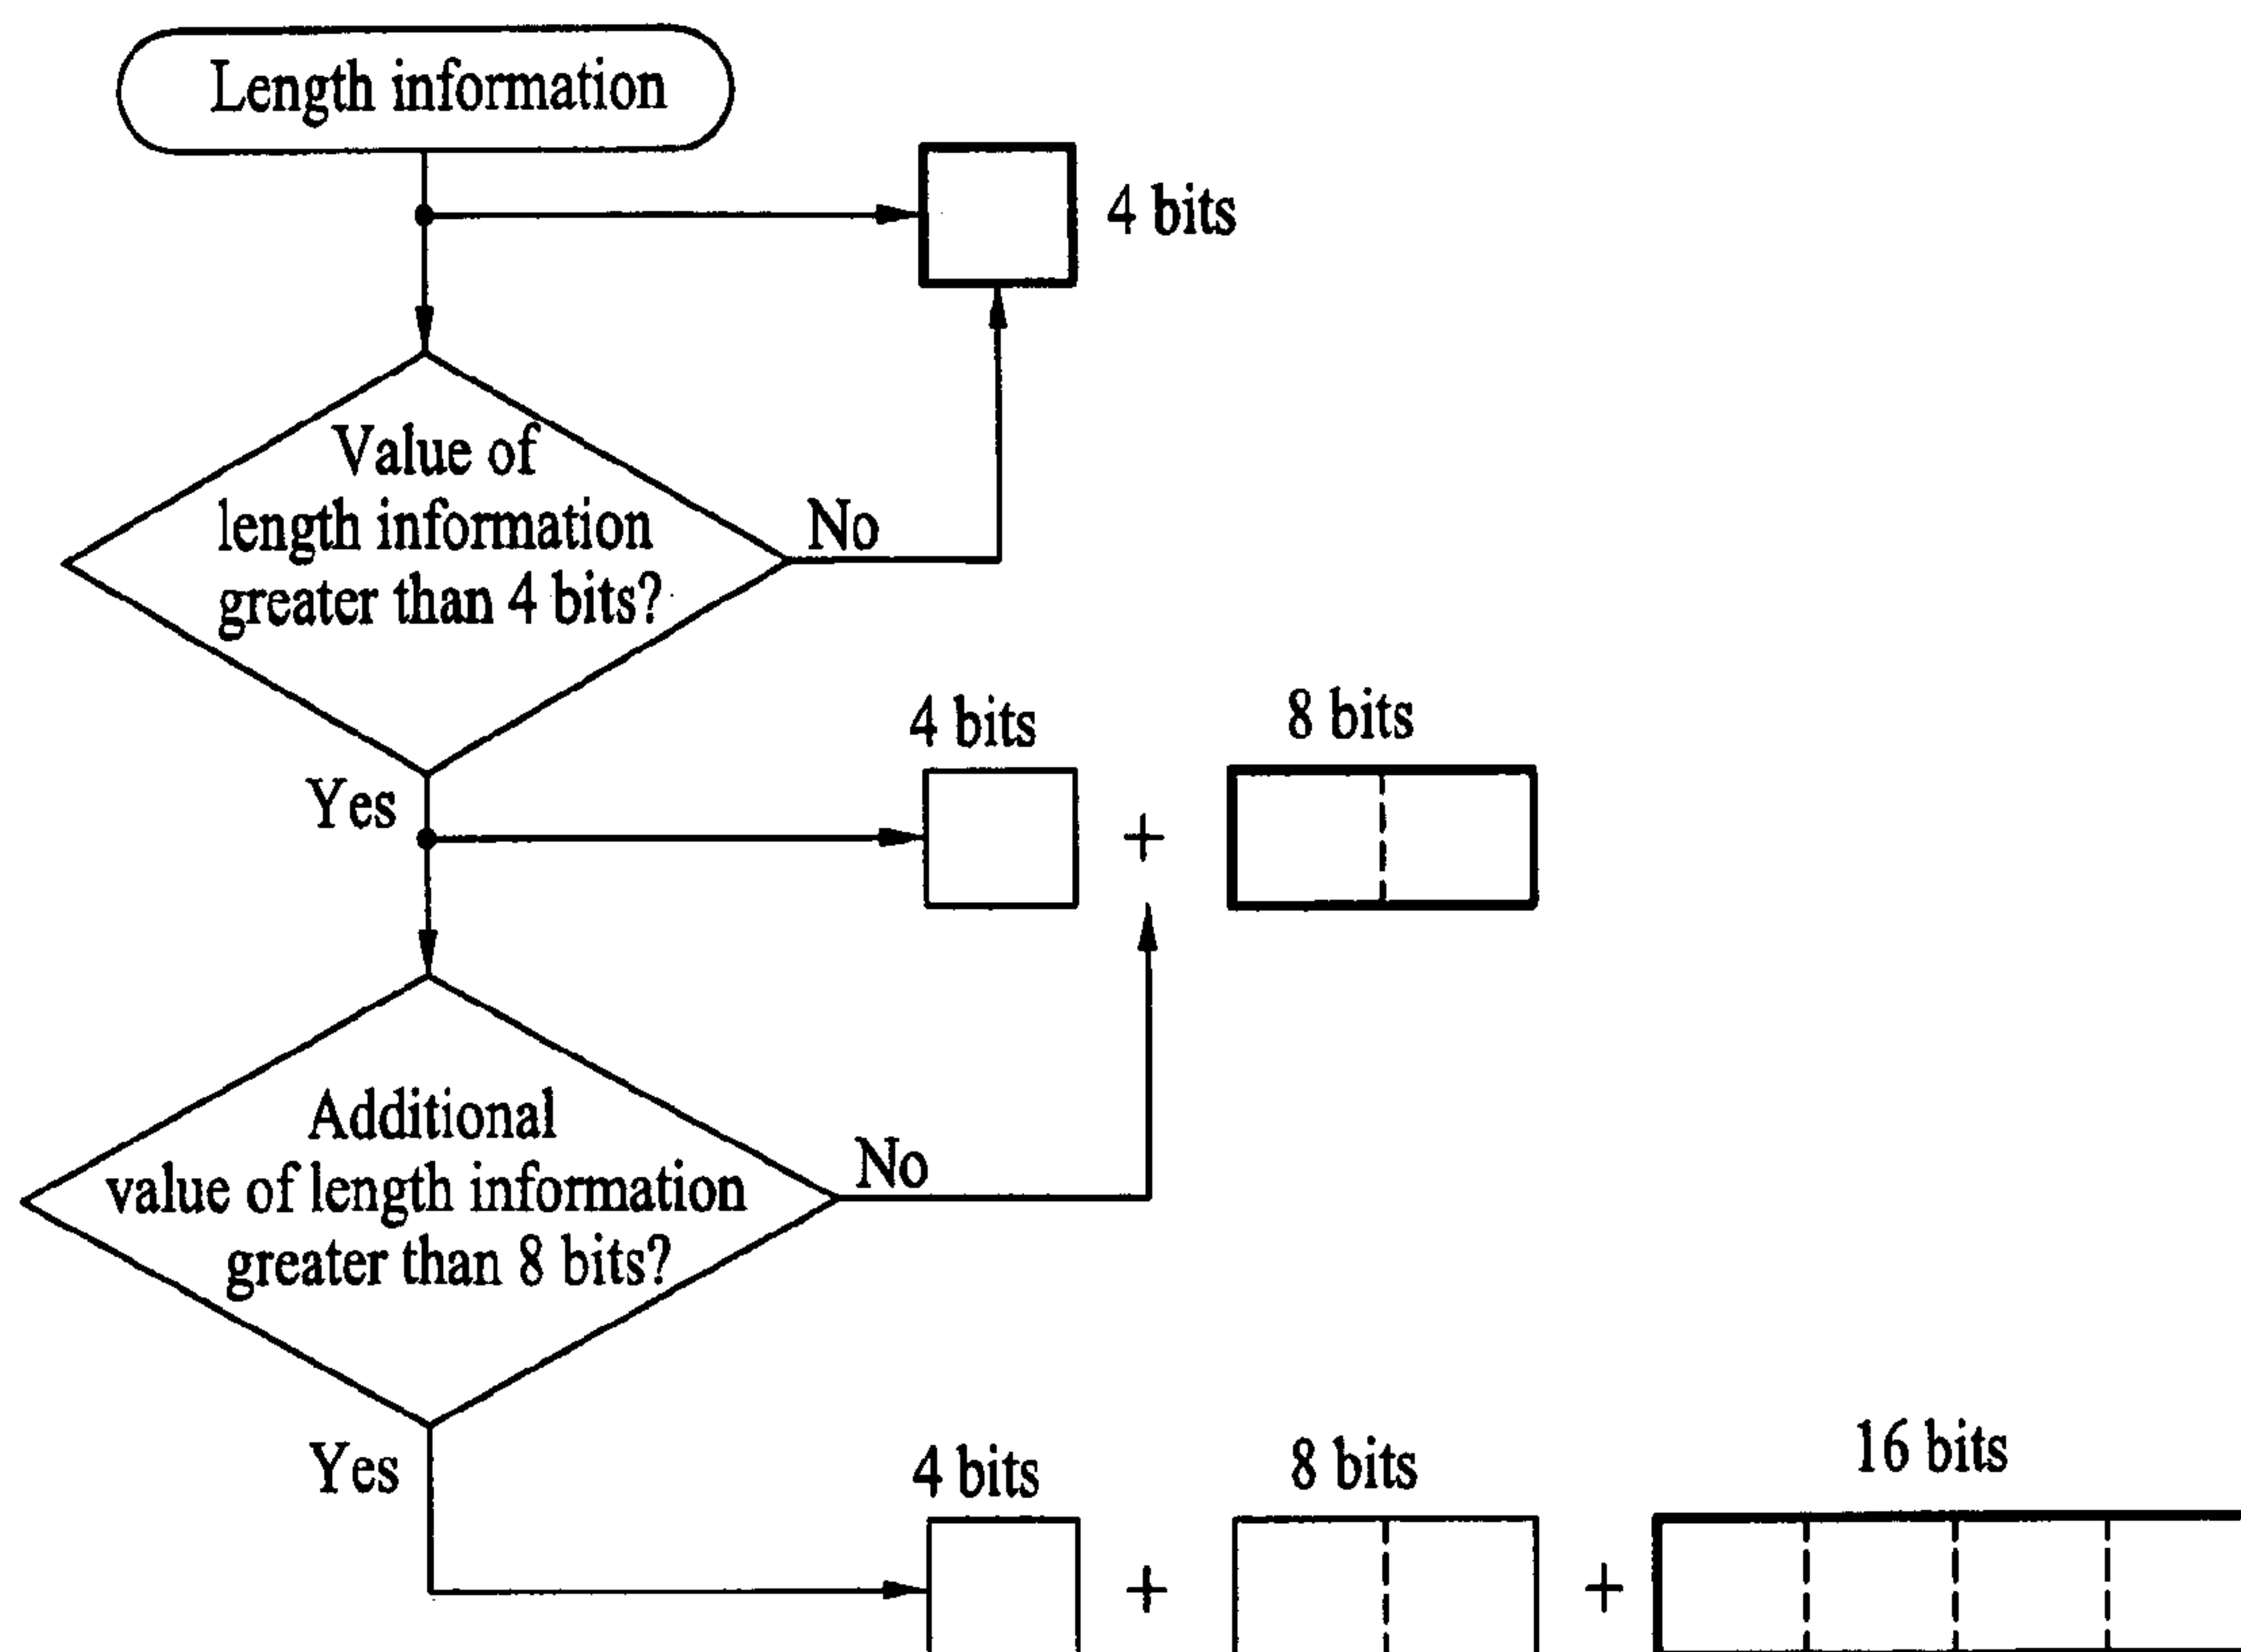 Length information
4 bits
Value of
length information
greater than 4 bits?
No
Yes
4 bits
+
8 bits
Additional
value of length information
greater than 8 bits?
No
Yes
4 bits
+
8 bits
+
16 bits